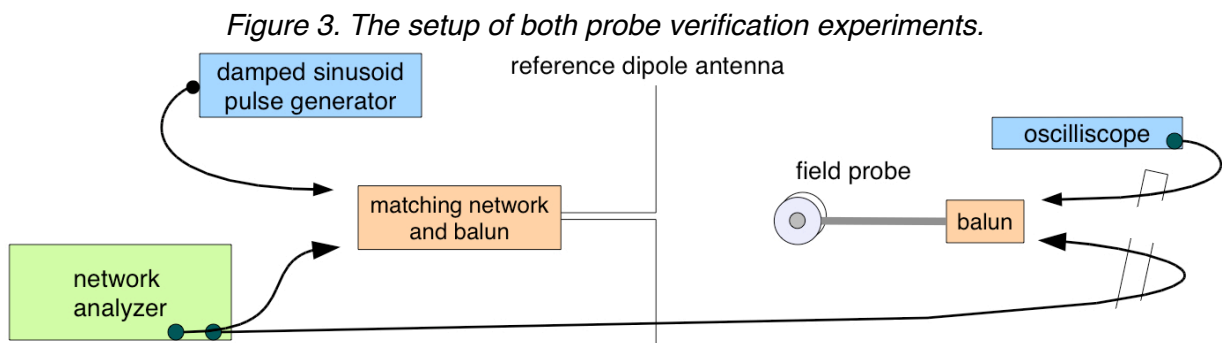 Figure 3. The setup of both probe verification experiments.
damped sinusoid
pulse generator
reference dipole antenna
oscilliscope
field probe
matching network
and balun
balun
network
analyzer